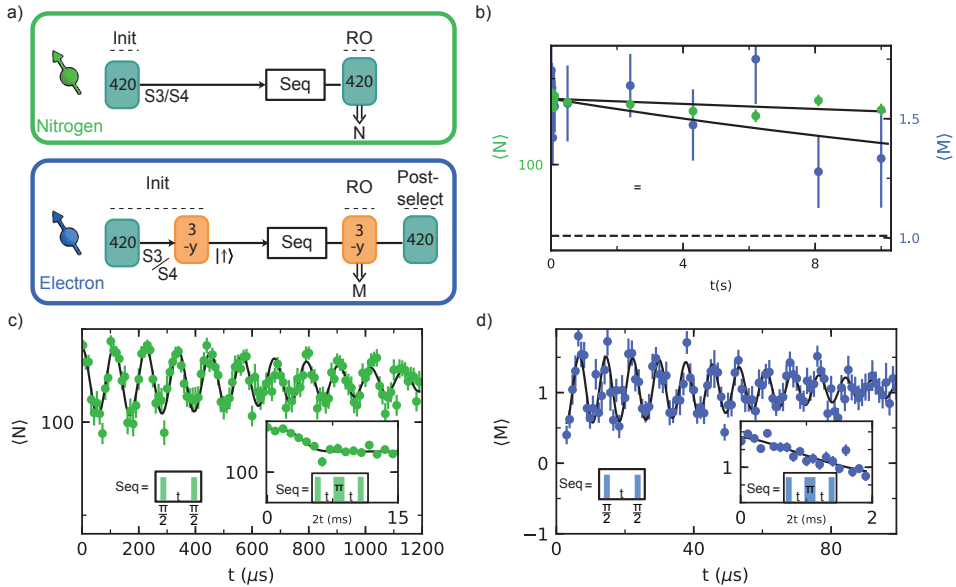 a)
Init
RO
420
S3/S4
Seq
420
N
Nitrogen
Init
RO
Post-
select
420
3
-y
S3/
S4
|↑⟩
Seq
3
-y
420
M
Electron
b)
⟨N⟩
100
=
1.5
1.0
⟨M⟩
0
4
8
t(s)
c)
⟨N⟩
100
100
Seq=
t
π/2 π/2
Seq=
π
t t
0
2t (ms)
15
0 200 400 600 800 1000 1200
t (μs)
d)
⟨M⟩
1
0
−1
1
Seq=
t
π/2 π/2
Seq=
π
t t
0
2t (ms)
2
0 40 80
t (μs)